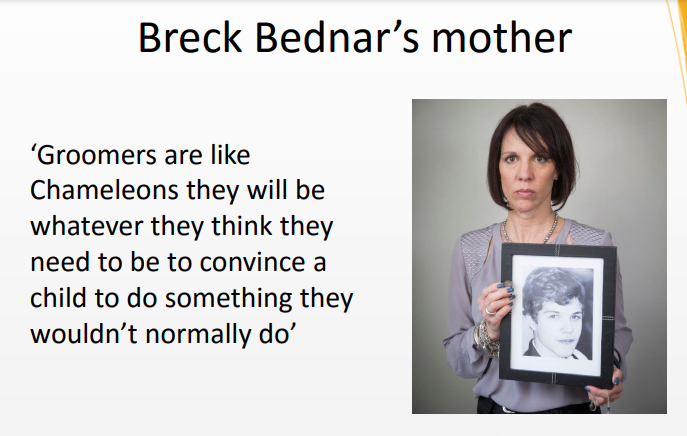 Breck Bednar’s mother
‘Groomers are like
Chameleons they will be
whatever they think they
need to be to convince a
child to do something they
wouldn’t normally do’